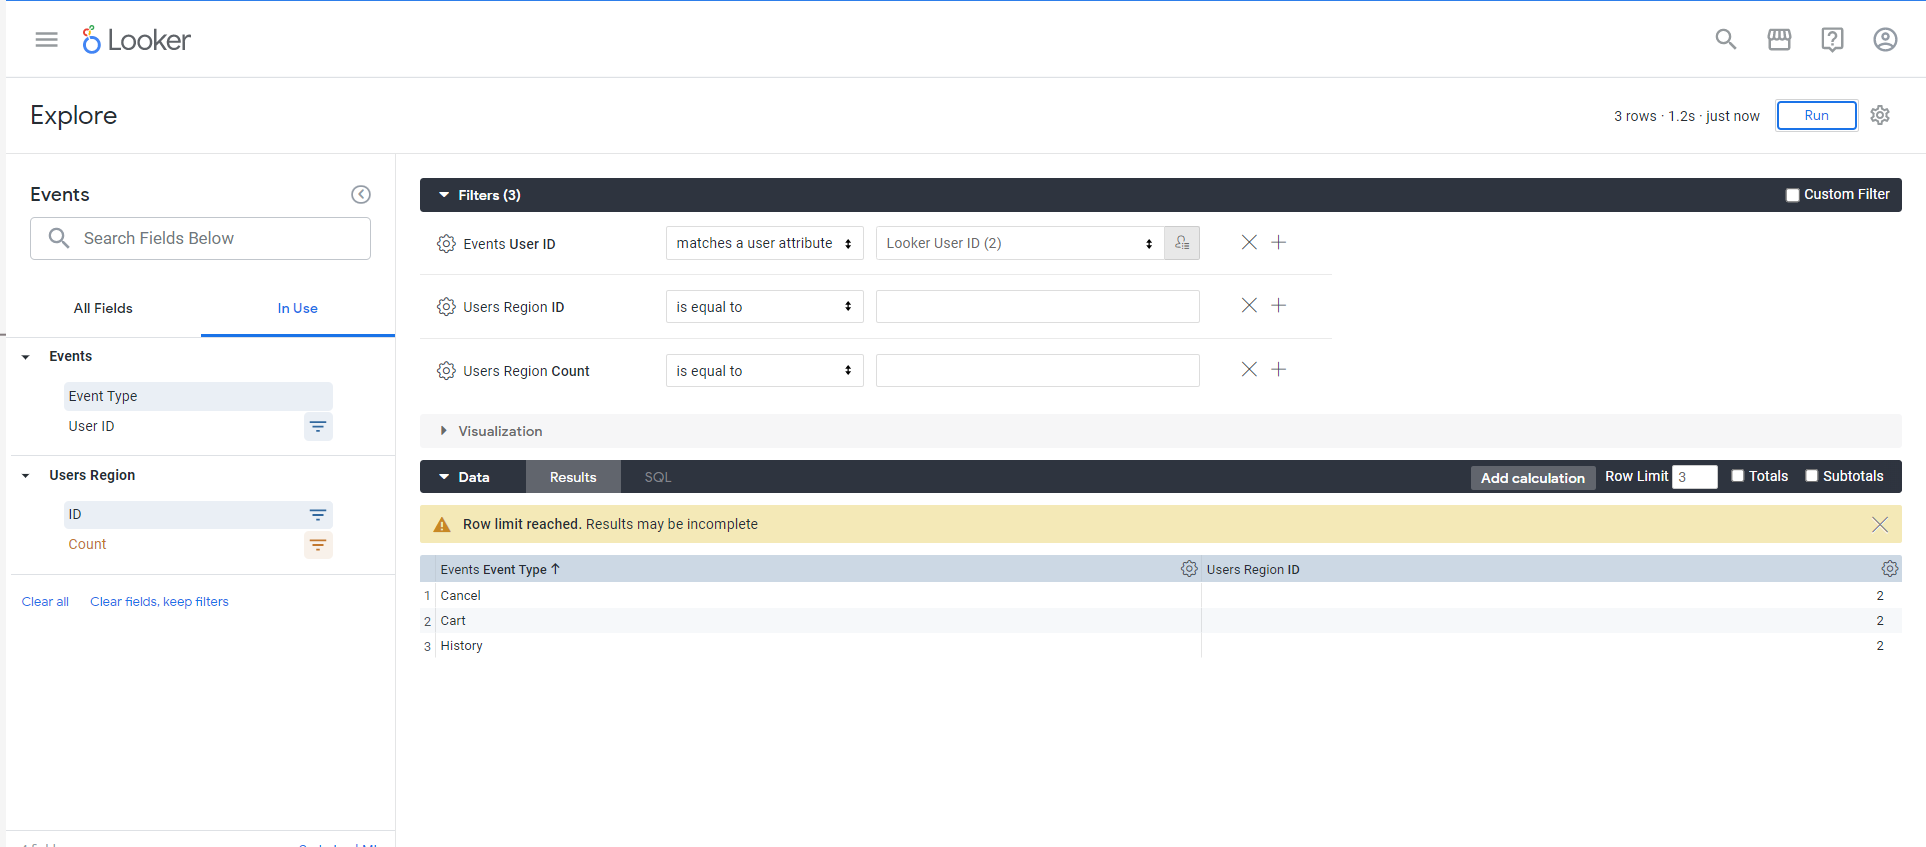 Looker
Explore
3 rows · 1.2s · just now
Run
Events
Search Fields Below
All Fields
In Use
Events
Event Type
User ID
Users Region
ID
Count
Clear all
Clear fields, keep filters
Filters (3)
Custom Filter
Events User ID
matches a user attribute
Looker User ID (2)
Users Region ID
is equal to
Users Region Count
is equal to
Visualization
Data
Results
SQL
Add calculation
Row Limit 3
Totals
Subtotals
Row limit reached. Results may be incomplete
Events Event Type ↑
Users Region ID
1 Cancel 2
2 Cart 2
3 History 2